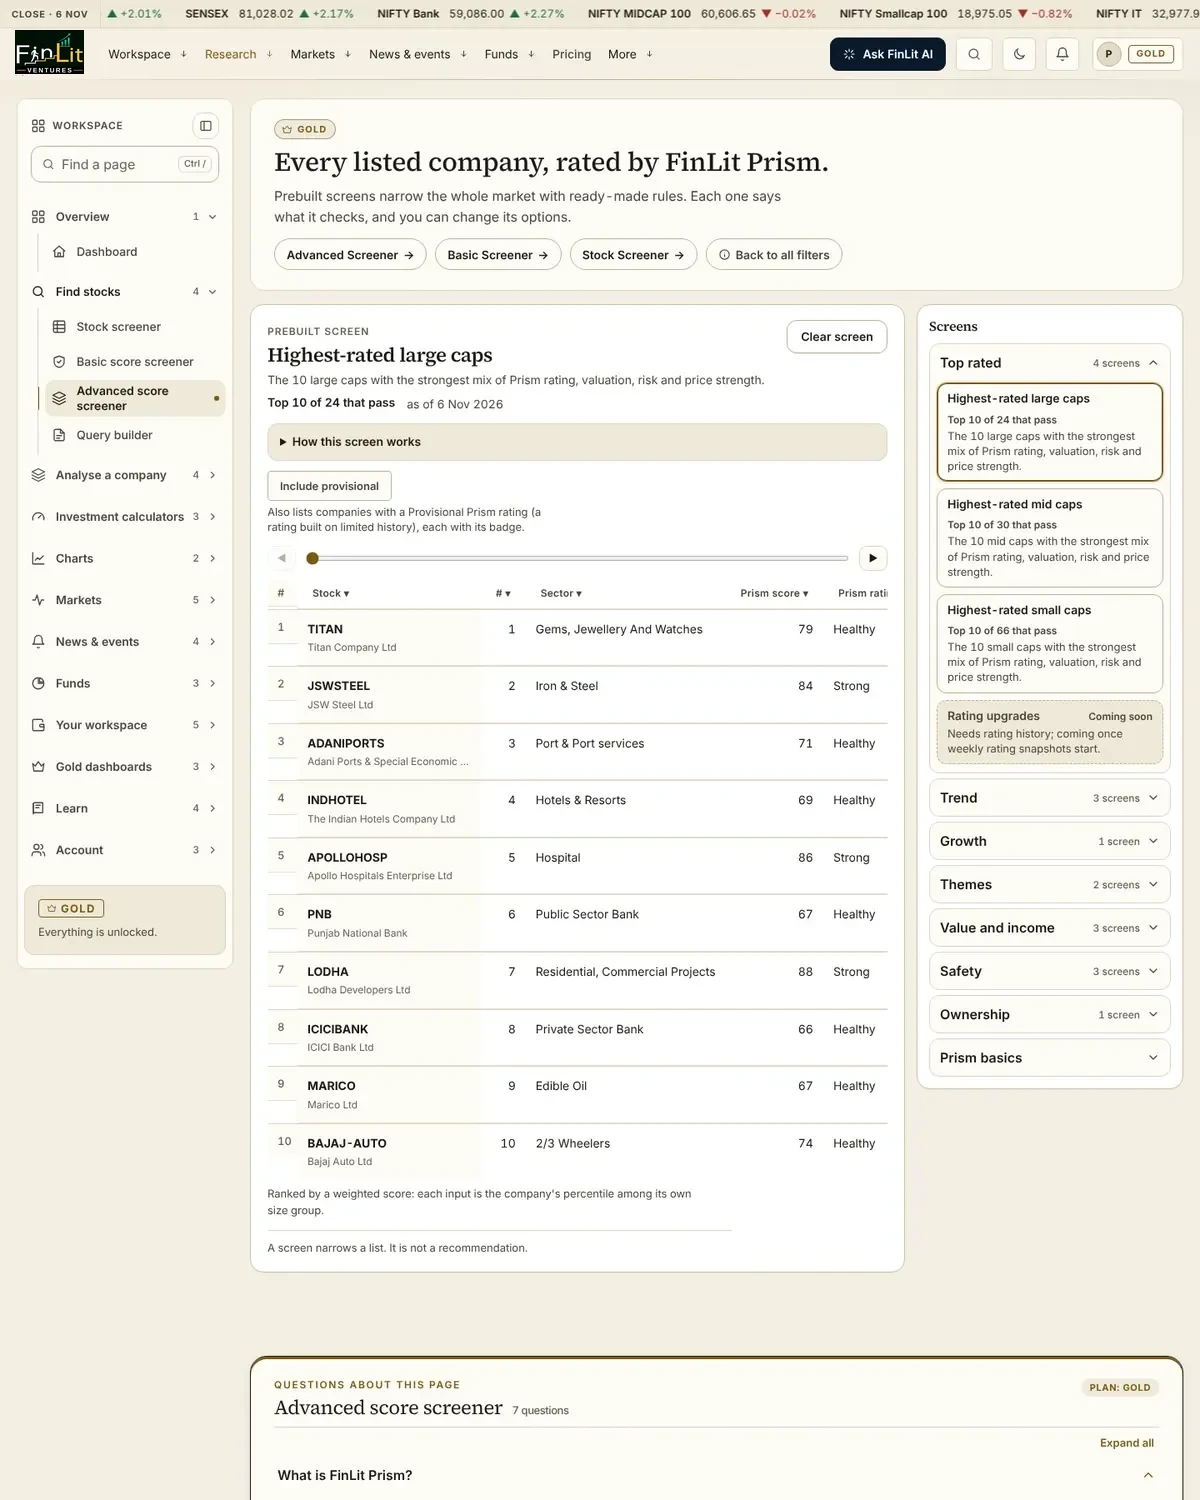 CLOSE · 6 NOV ▲ +2.01% SENSEX 81,028.02 ▲ +2.17% NIFTY Bank 59,086.00 ▲ +2.27% NIFTY MIDCAP 100 60,606.65 ▼ −0.02% NIFTY Smallcap 100 18,975.05 ▼ −0.82% NIFTY IT 32,977.9
FinLit
VENTURES
Workspace Research Markets News & events Funds Pricing More Ask FinLit AI P GOLD
WORKSPACE
Find a page Ctrl /
Overview 1
Dashboard
Find stocks 4
Stock screener
Basic score screener
Advanced score
screener
Query builder
Analyse a company 4
Investment calculators 3
Charts 2
Markets 5
News & events 4
Funds 3
Your workspace 5
Gold dashboards 3
Learn 4
Account 3
GOLD
Everything is unlocked.
GOLD
Every listed company, rated by FinLit Prism.
Prebuilt screens narrow the whole market with ready-made rules. Each one says
what it checks, and you can change its options.
Advanced Screener → Basic Screener → Stock Screener → Back to all filters
PREBUILT SCREEN
Highest-rated large caps
Clear screen
The 10 large caps with the strongest mix of Prism rating, valuation, risk and price strength.
Top 10 of 24 that pass as of 6 Nov 2026
▶ How this screen works
Include provisional
Also lists companies with a Provisional Prism rating (a
rating built on limited history), each with its badge.
◀ ▶
# Stock ▾ # ▾ Sector ▾ Prism score ▾ Prism rati
1 TITAN 1 Gems, Jewellery And Watches 79 Healthy
Titan Company Ltd
2 JSWSTEEL 2 Iron & Steel 84 Strong
JSW Steel Ltd
3 ADANIPORTS 3 Port & Port services 71 Healthy
Adani Ports & Special Economic ...
4 INDHOTEL 4 Hotels & Resorts 69 Healthy
The Indian Hotels Company Ltd
5 APOLLOHOSP 5 Hospital 86 Strong
Apollo Hospitals Enterprise Ltd
6 PNB 6 Public Sector Bank 67 Healthy
Punjab National Bank
7 LODHA 7 Residential, Commercial Projects 88 Strong
Lodha Developers Ltd
8 ICICIBANK 8 Private Sector Bank 66 Healthy
ICICI Bank Ltd
9 MARICO 9 Edible Oil 67 Healthy
Marico Ltd
10 BAJAJ-AUTO 10 2/3 Wheelers 74 Healthy
Bajaj Auto Ltd
Ranked by a weighted score: each input is the company's percentile among its own
size group.
A screen narrows a list. It is not a recommendation.
Screens
Top rated 4 screens
Highest-rated large caps
Top 10 of 24 that pass
The 10 large caps with the strongest
mix of Prism rating, valuation, risk and
price strength.
Highest-rated mid caps
Top 10 of 30 that pass
The 10 mid caps with the strongest mix
of Prism rating, valuation, risk and price
strength.
Highest-rated small caps
Top 10 of 66 that pass
The 10 small caps with the strongest
mix of Prism rating, valuation, risk and
price strength.
Rating upgrades Coming soon
Needs rating history; coming once
weekly rating snapshots start.
Trend 3 screens
Growth 1 screen
Themes 2 screens
Value and income 3 screens
Safety 3 screens
Ownership 1 screen
Prism basics
QUESTIONS ABOUT THIS PAGE
PLAN: GOLD
Advanced score screener 7 questions
Expand all
What is FinLit Prism?